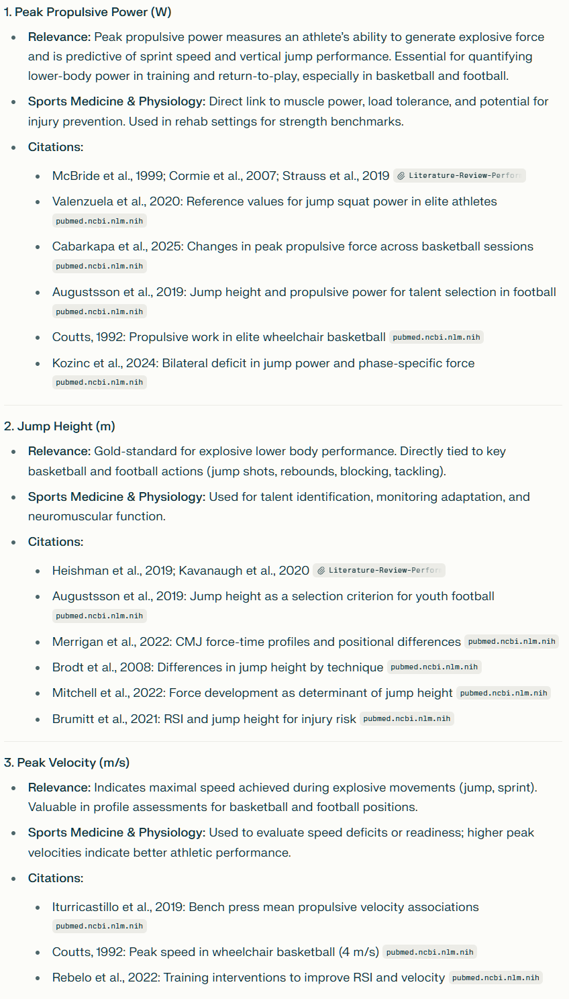 1. Peak Propulsive Power (W)
Relevance: Peak propulsive power measures an athlete's ability to generate explosive force
and is predictive of sprint speed and vertical jump performance. Essential for quantifying
lower-body power in training and return-to-play, especially in basketball and football.
Sports Medicine & Physiology: Direct link to muscle power, load tolerance, and potential for
injury prevention. Used in rehab settings for strength benchmarks.
Citations:
McBride et al., 1999; Cormie et al., 2007; Strauss et al., 2019 Literature-Review-Perfor
Valenzuela et al., 2020: Reference values for jump squat power in elite athletes
pubmed.ncbi.nlm.nih
Cabarkapa et al., 2025: Changes in peak propulsive force across basketball sessions
pubmed.ncbi.nlm.nih
Augustsson et al., 2019: Jump height and propulsive power for talent selection in football
pubmed.ncbi.nlm.nih
Coutts, 1992: Propulsive work in elite wheelchair basketball pubmed.ncbi.nlm.nih
Kozinc et al., 2024: Bilateral deficit in jump power and phase-specific force
pubmed.ncbi.nlm.nih
2. Jump Height (m)
Relevance: Gold-standard for explosive lower body performance. Directly tied to key
basketball and football actions (jump shots, rebounds, blocking, tackling).
Sports Medicine & Physiology: Used for talent identification, monitoring adaptation, and
neuromuscular function.
Citations:
Heishman et al., 2019; Kavanaugh et al., 2020 Literature-Review-Perfor
Augustsson et al., 2019: Jump height as a selection criterion for youth football
pubmed.ncbi.nlm.nih
Merrigan et al., 2022: CMJ force-time profiles and positional differences pubmed.ncbi.nlm.nih
Brodt et al., 2008: Differences in jump height by technique pubmed.ncbi.nlm.nih
Mitchell et al., 2022: Force development as determinant of jump height pubmed.ncbi.nlm.nih
Brumitt et al., 2021: RSI and jump height for injury risk pubmed.ncbi.nlm.nih
3. Peak Velocity (m/s)
Relevance: Indicates maximal speed achieved during explosive movements (jump, sprint).
Valuable in profile assessments for basketball and football positions.
Sports Medicine & Physiology: Used to evaluate speed deficits or readiness; higher peak
velocities indicate better athletic performance.
Citations:
Iturricastillo et al., 2019: Bench press mean propulsive velocity associations
pubmed.ncbi.nlm.nih
Coutts, 1992: Peak speed in wheelchair basketball (4 m/s) pubmed.ncbi.nlm.nih
Rebelo et al., 2022: Training interventions to improve RSI and velocity pubmed.ncbi.nlm.nih